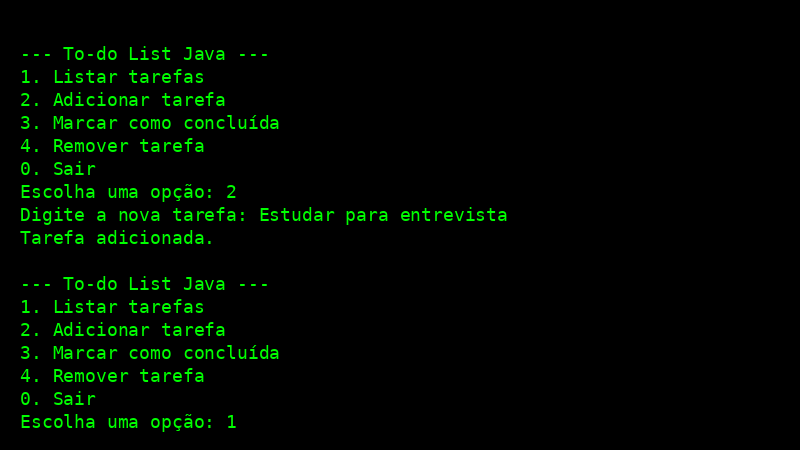 --- To-do List Java ---
1. Listar tarefas
2. Adicionar tarefa
3. Marcar como concluída
4. Remover tarefa
0. Sair
Escolha uma opção: 2
Digite a nova tarefa: Estudar para entrevista
Tarefa adicionada.

--- To-do List Java ---
1. Listar tarefas
2. Adicionar tarefa
3. Marcar como concluída
4. Remover tarefa
0. Sair
Escolha uma opção: 1